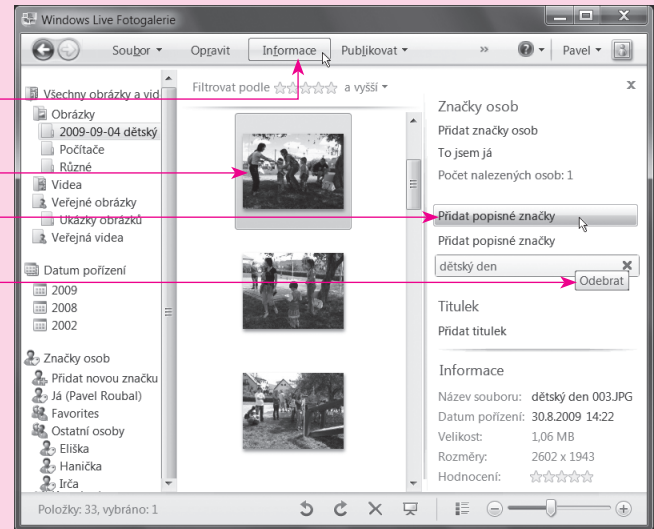 Windows Live Fotogalerie
Soubor Opravit Informace Publikovat » Pavel
Všechny obrázky a vid
Obrázky
2009-09-04 dětský
Počítače
Různé
Videa
Veřejné obrázky
Ukázky obrázků
Veřejná videa
Datum pořízení
2009
2008
2002
Značky osob
Přidat novou značku
Já (Pavel Roubal)
Favorites
Ostatní osoby
Eliška
Hanička
Irča
Filtrovat podle a vyšší
Značky osob
Přidat značky osob
To jsem já
Počet nalezených osob: 1
Přidat popisné značky
Přidat popisné značky
dětský den
Odebrat
Titulek
Přidat titulek
Informace
Název souboru: dětský den 003.JPG
Datum pořízení: 30.8.2009 14:22
Velikost: 1,06 MB
Rozměry: 2602 x 1943
Hodnocení:
Položky: 33, vybráno: 1